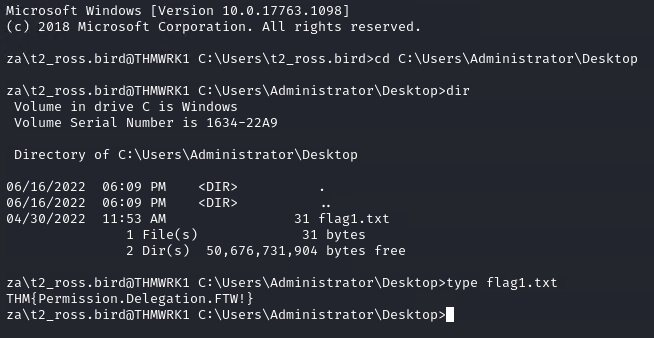 Microsoft Windows [Version 10.0.17763.1098]
(c) 2018 Microsoft Corporation. All rights reserved.
za\t2_ross.bird@THMWRK1 C:\Users\t2_ross.bird>cd C:\Users\Administrator\Desktop
za\t2_ross.bird@THMWRK1 C:\Users\Administrator\Desktop>dir
 Volume in drive C is Windows
 Volume Serial Number is 1634-22A9
 Directory of C:\Users\Administrator\Desktop
06/16/2022  06:09 PM    <DIR>          .
06/16/2022  06:09 PM    <DIR>          ..
04/30/2022  11:53 AM                31 flag1.txt
               1 File(s)             31 bytes
               2 Dir(s)  50,676,731,904 bytes free
za\t2_ross.bird@THMWRK1 C:\Users\Administrator\Desktop>type flag1.txt
THM{Permission.Delegation.FTW!}
za\t2_ross.bird@THMWRK1 C:\Users\Administrator\Desktop>